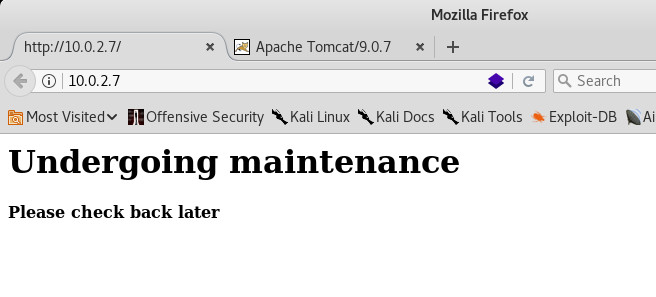 Mozilla Firefox
http://10.0.2.7/ × Apache Tomcat/9.0.7 × +
10.0.2.7 Search
Most Visited Offensive Security Kali Linux Kali Docs Kali Tools Exploit-DB Ai
Undergoing maintenance
Please check back later